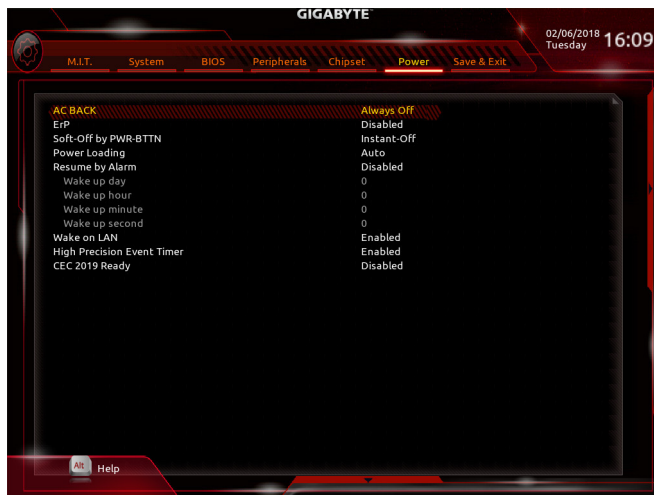 GIGABYTE™
02/06/2018 16:09
Tuesday
M.I.T. System BIOS Peripherals Chipset Power Save & Exit
AC BACK Always Off
ErP Disabled
Soft-Off by PWR-BTTN Instant-Off
Power Loading Auto
Resume by Alarm Disabled
Wake up day 0
Wake up hour 0
Wake up minute 0
Wake up second 0
Wake on LAN Enabled
High Precision Event Timer Enabled
CEC 2019 Ready Disabled
Alt Help